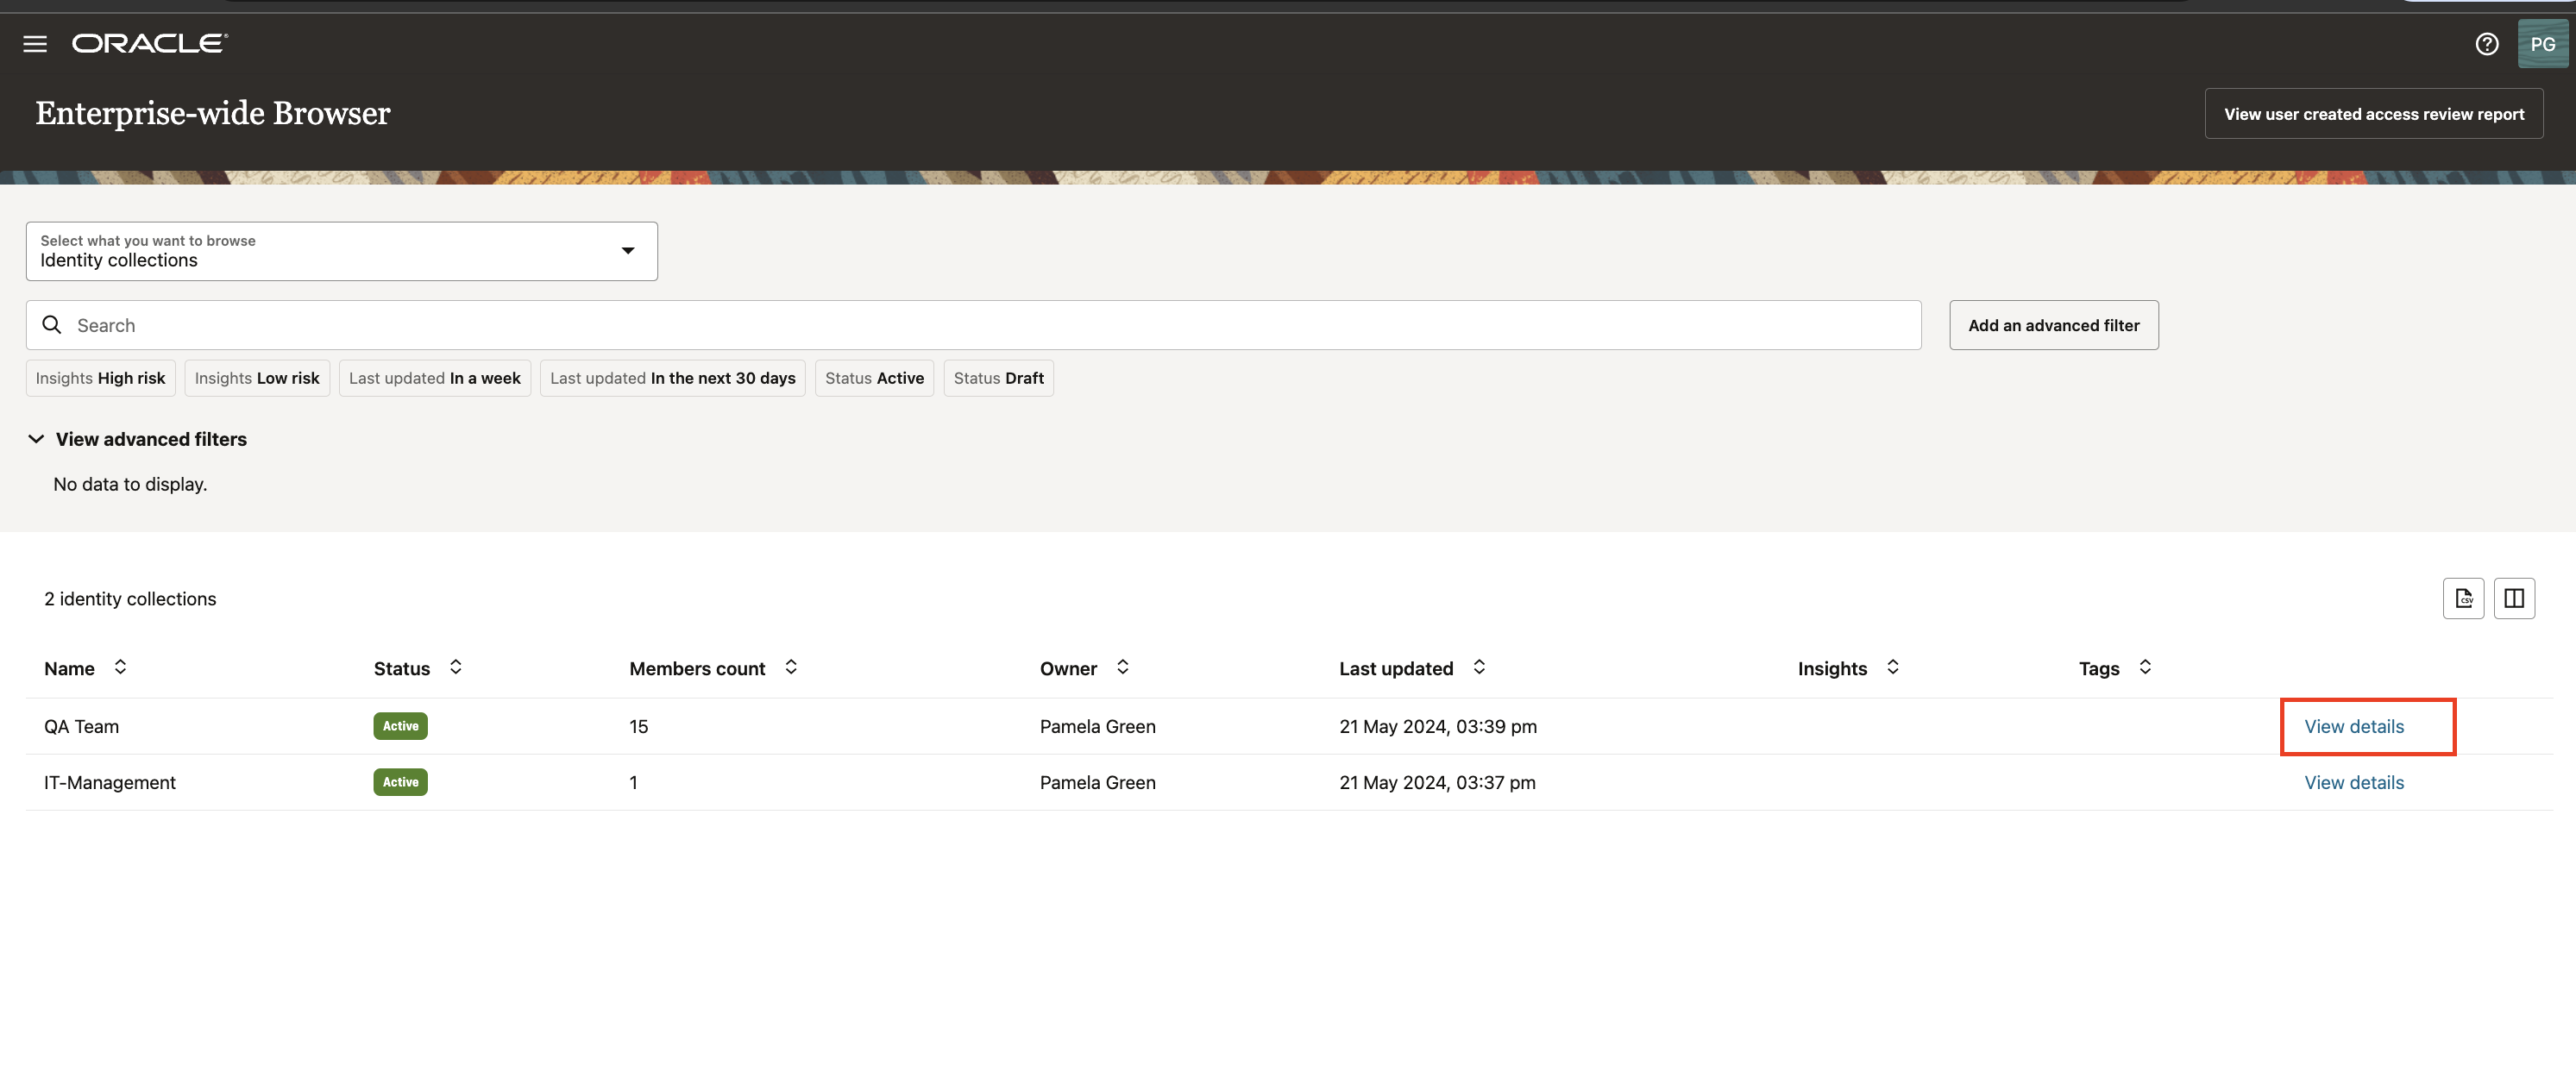 ORACLE
PG
Enterprise-wide Browser
View user created access review report
Select what you want to browse
Identity collections
Search
Add an advanced filter
Insights High risk
Insights Low risk
Last updated In a week
Last updated In the next 30 days
Status Active
Status Draft
View advanced filters
No data to display.
2 identity collections
CSV
Name Status Members count Owner Last updated Insights Tags
QA Team Active 15 Pamela Green 21 May 2024, 03:39 pm View details
IT-Management Active 1 Pamela Green 21 May 2024, 03:37 pm View details